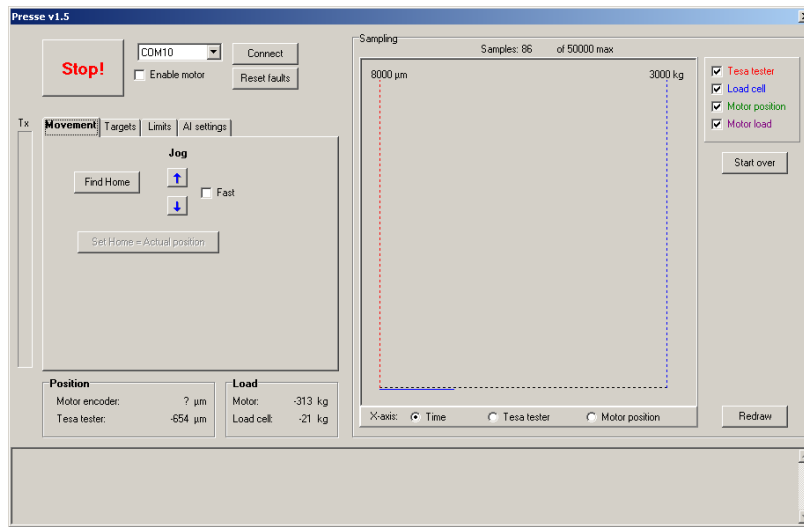 Presse v1.5
Stop!
COM10
Connect
Enable motor
Reset faults
Tx
Movement Targets Limits AI settings
Jog
Find Home
Fast
Set Home = Actual position
Position
Motor encoder: ? µm
Tesa tester: -654 µm
Load
Motor: -313 kg
Load cell: -21 kg
Sampling
Samples: 86 of 50000 max
8000 µm 3000 kg
X-axis: Time Tesa tester Motor position
Tesa tester
Load cell
Motor position
Motor load
Start over
Redraw